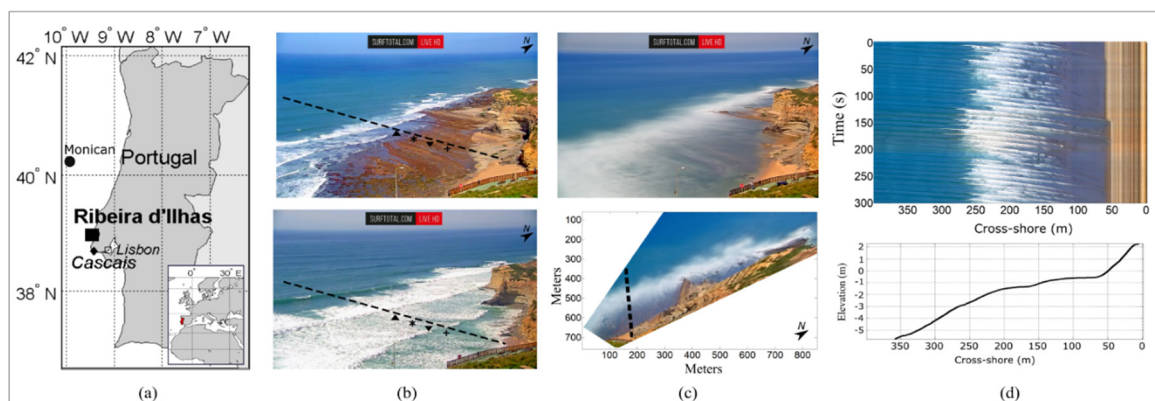 10° W 9° W 8° W 7° W
42° N
Monican
Portugal
40° N
Ribeira d'Ilhas
Lisbon
Cascais
38° N
0° 30° E
(a)
SURFTOTAL.COM LIVE HD
N
SURFTOTAL.COM LIVE HD
N
(b)
SURFTOTAL.COM LIVE HD
N
Meters
100
200
300
400
500
600
700
100 200 300 400 500 600 700 800
Meters
N
(c)
Time (s)
0
50
100
150
200
250
300
350 300 250 200 150 100 50 0
Cross-shore (m)
Elevation (m)
2
1
0
-1
-2
-3
-4
-5
350 300 250 200 150 100 50 0
Cross-shore (m)
(d)